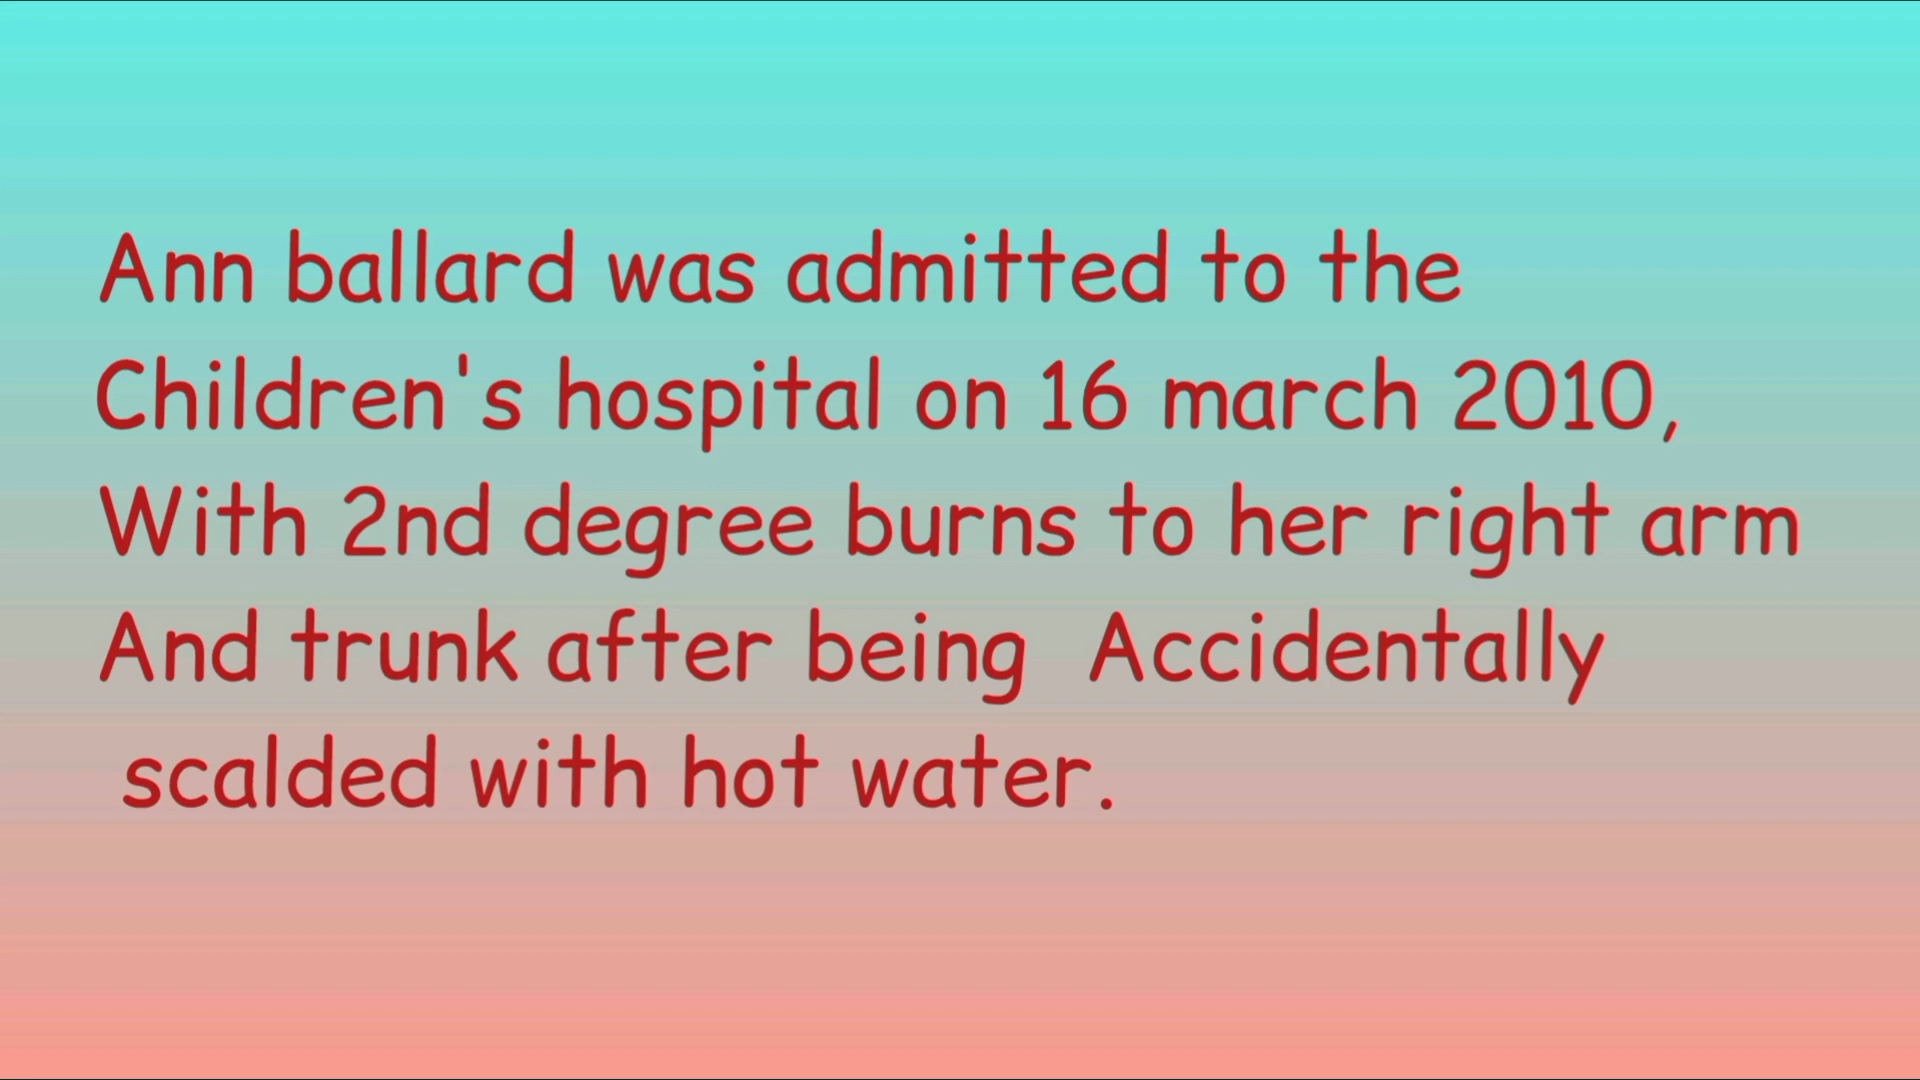 Ann ballard was admitted to the
Children's hospital on 16 march 2010,
With 2nd degree burns to her right arm
And trunk after being  Accidentally
scalded with hot water.